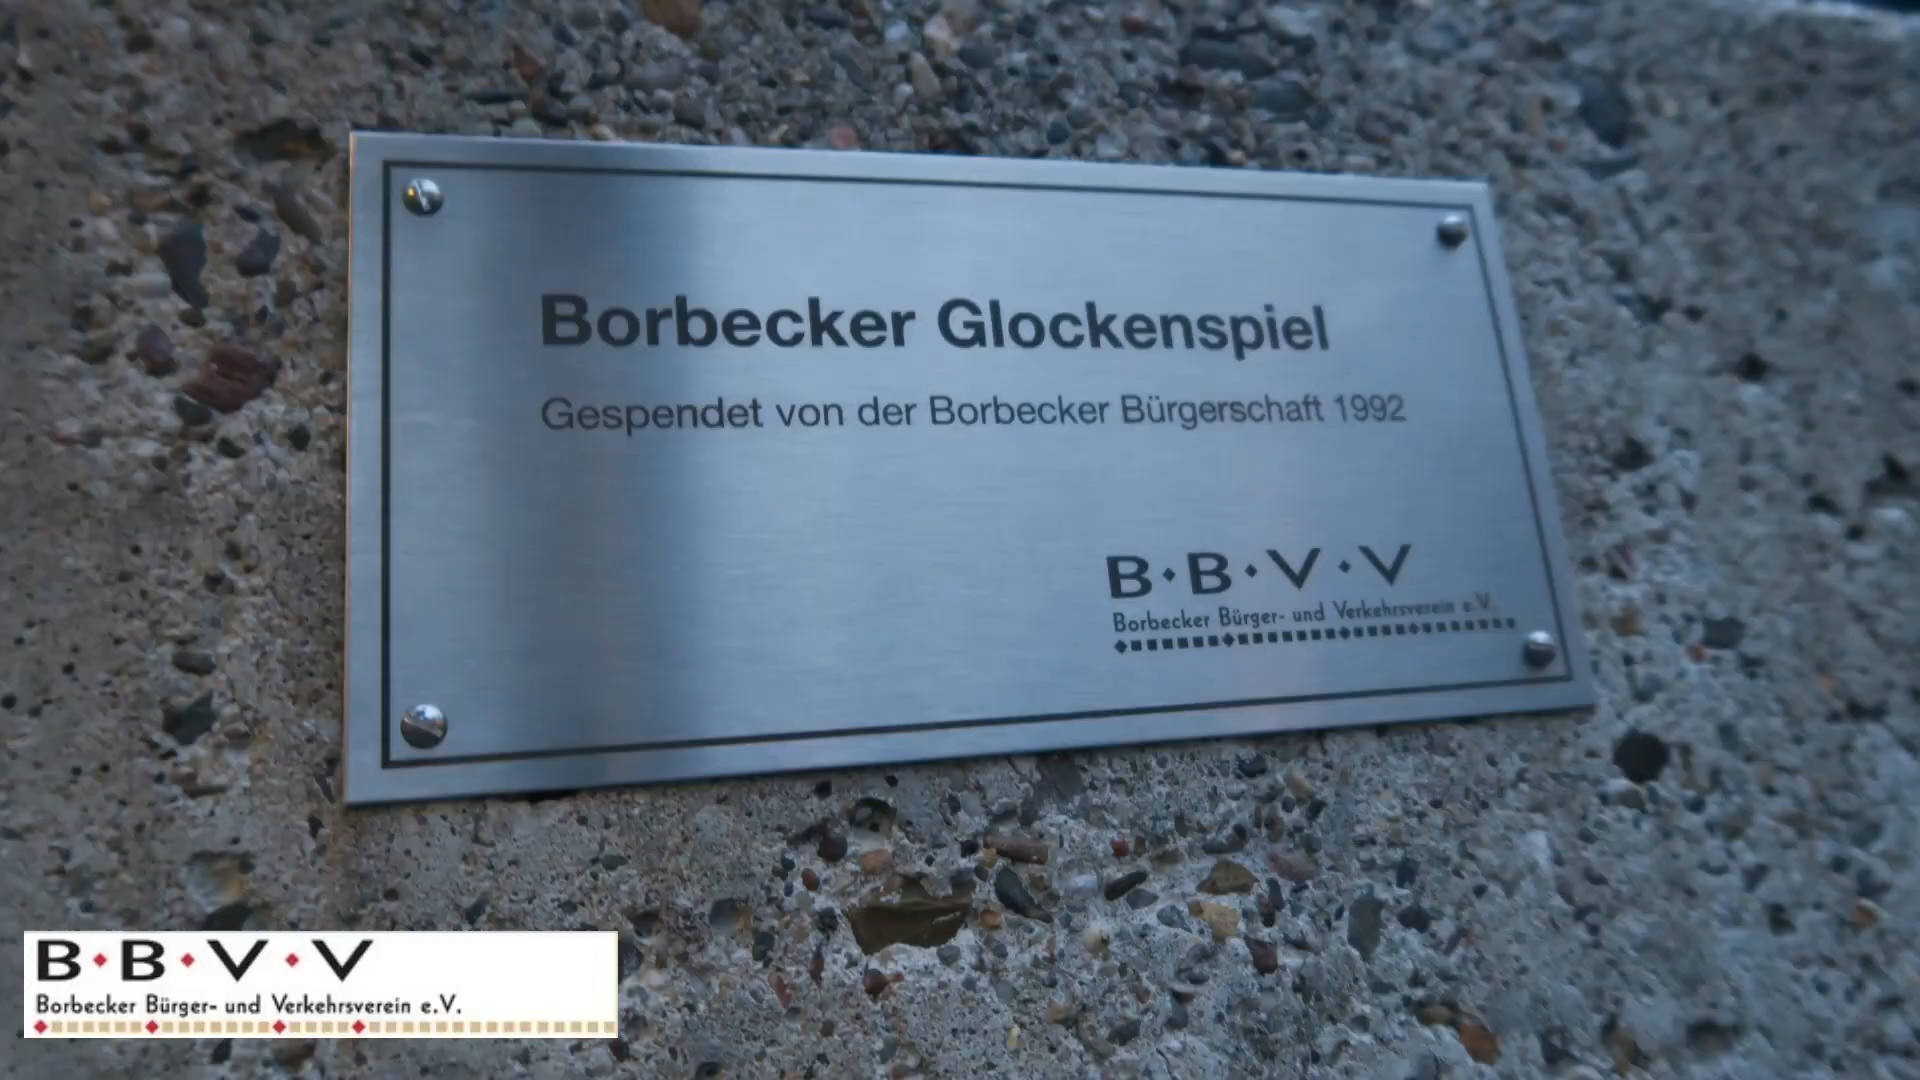 Borbecker Glockenspiel
Gespendet von der Borbecker Bürgerschaft 1992
B·B·V·V
Borbecker Bürger- und Verkehrsverein e.V.
B·B·V·V
Borbecker Bürger- und Verkehrsverein e.V.